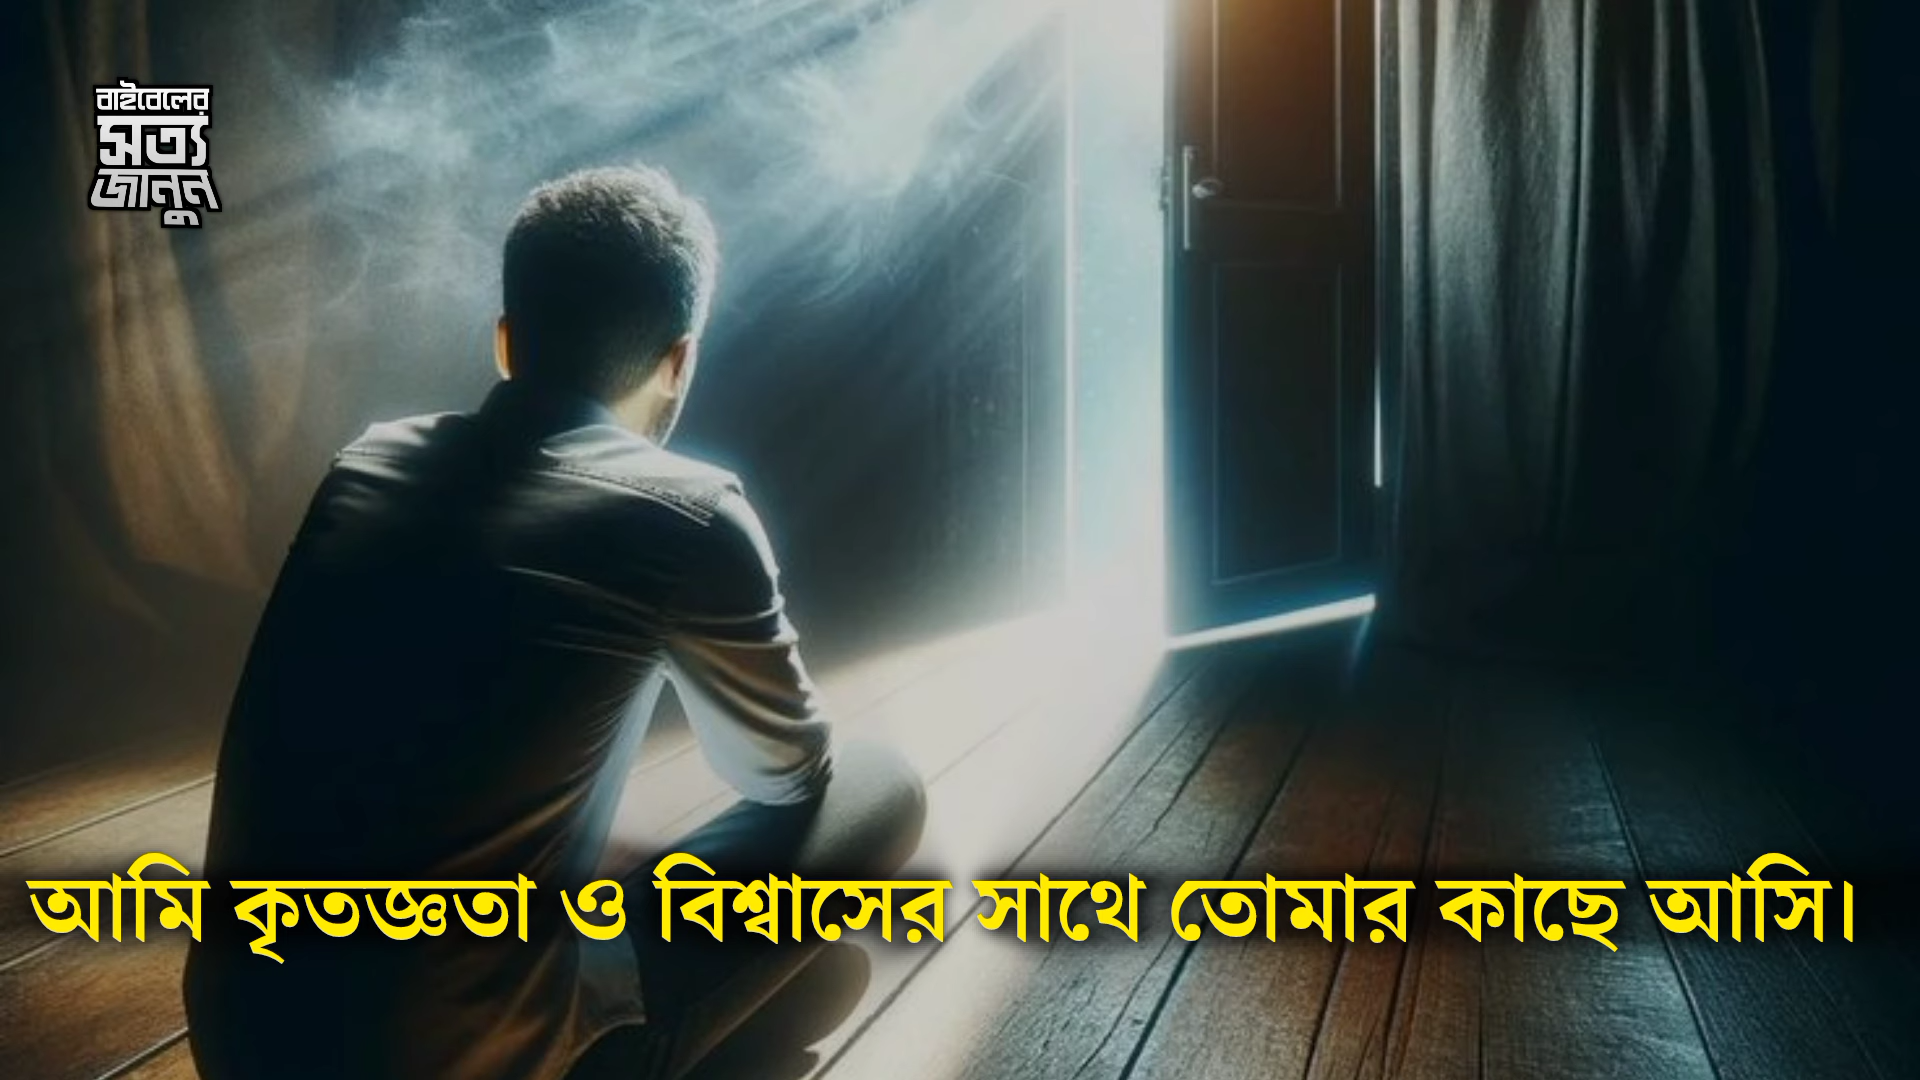 বাইবেলের
সত্য
জানুন
আমি কৃতজ্ঞতা ও বিশ্বাসের সাথে তোমার কাছে আসি।